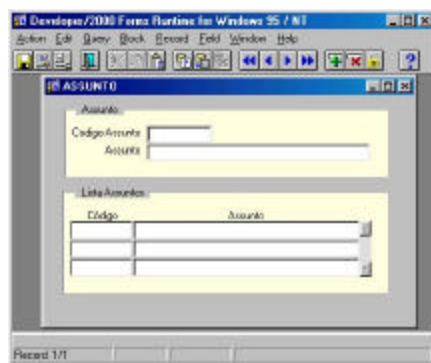 Developer/2000 Forms Runtime for Windows 95 / NT
Action Edit Query Block Record Field Window Help
ASSUNTO
Assunto
Codigo Assunto
Assunto
Lista Assuntos
Código Assunto
Record 1/1